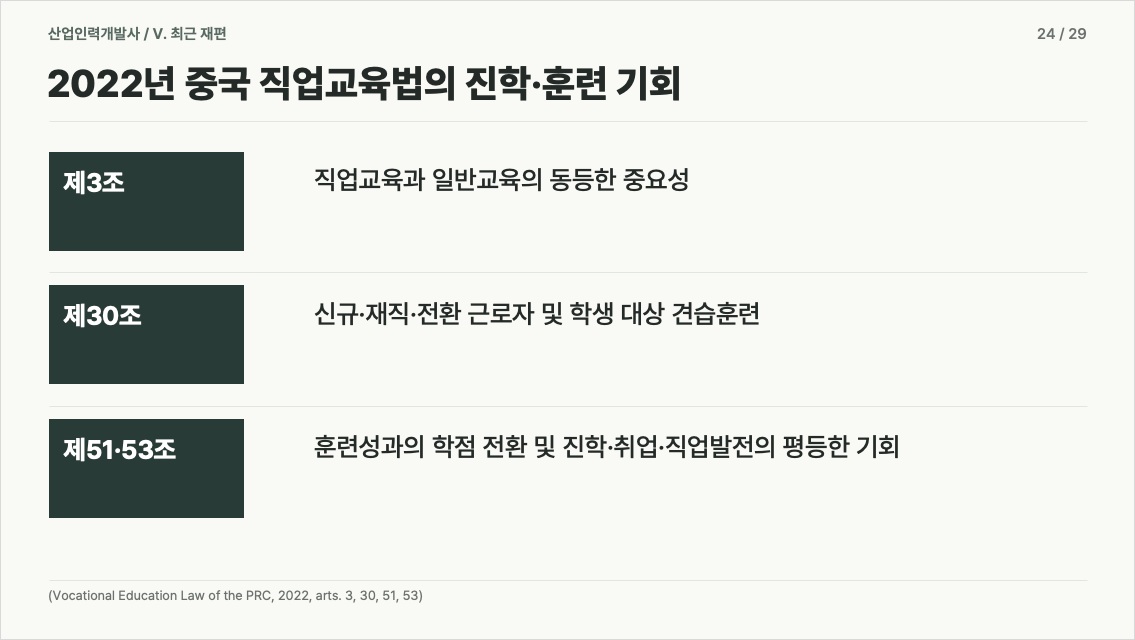 산업인력개발사 / V. 최근 재편
24 / 29
2022년 중국 직업교육법의 진학·훈련 기회
제3조
직업교육과 일반교육의 동등한 중요성
제30조
신규·재직·전환 근로자 및 학생 대상 견습훈련
제51·53조
훈련성과의 학점 전환 및 진학·취업·직업발전의 평등한 기회
(Vocational Education Law of the PRC, 2022, arts. 3, 30, 51, 53)